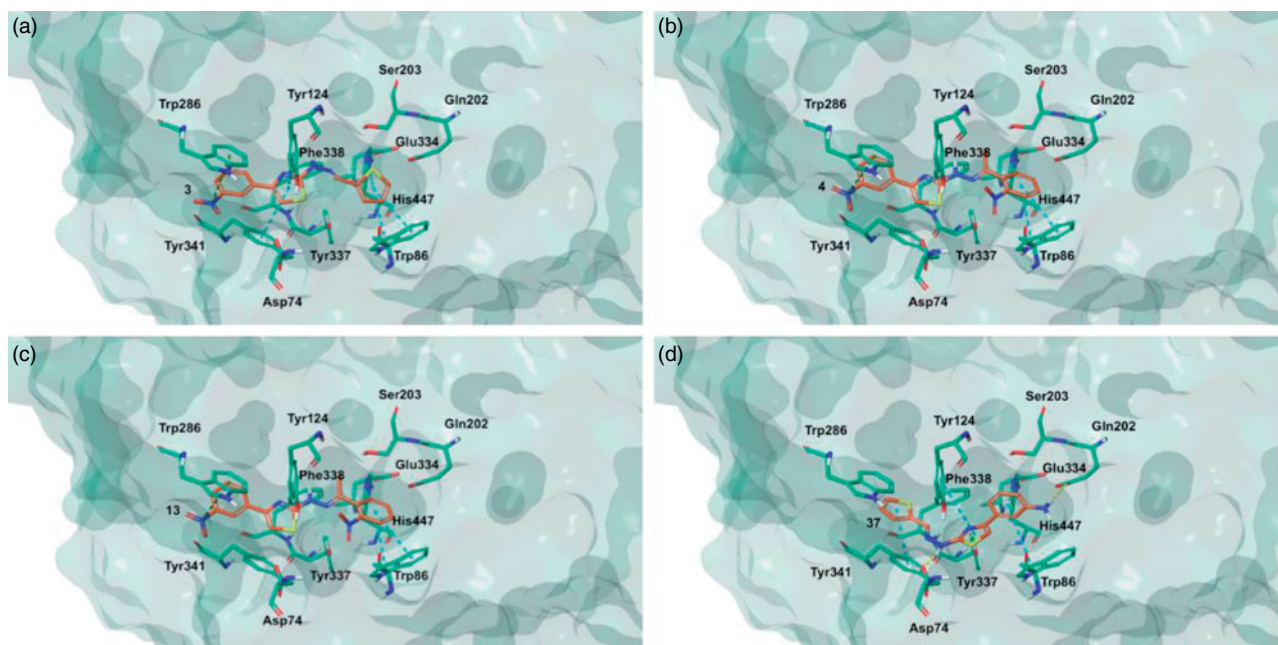 (a)
Ser203
Trp286
Tyr124
Gln202
Phe338
Glu334
3
His447
Tyr341
Tyr337
Trp86
Asp74
(b)
Ser203
Trp286
Tyr124
Gln202
Phe338
Glu334
4
His447
Tyr341
Tyr337
Trp86
Asp74
(c)
Ser203
Trp286
Tyr124
Gln202
Phe338
Glu334
13
His447
Tyr341
Tyr337
Trp86
Asp74
(d)
Ser203
Trp286
Tyr124
Gln202
Phe338
Glu334
37
His447
Tyr341
Tyr337
Trp86
Asp74